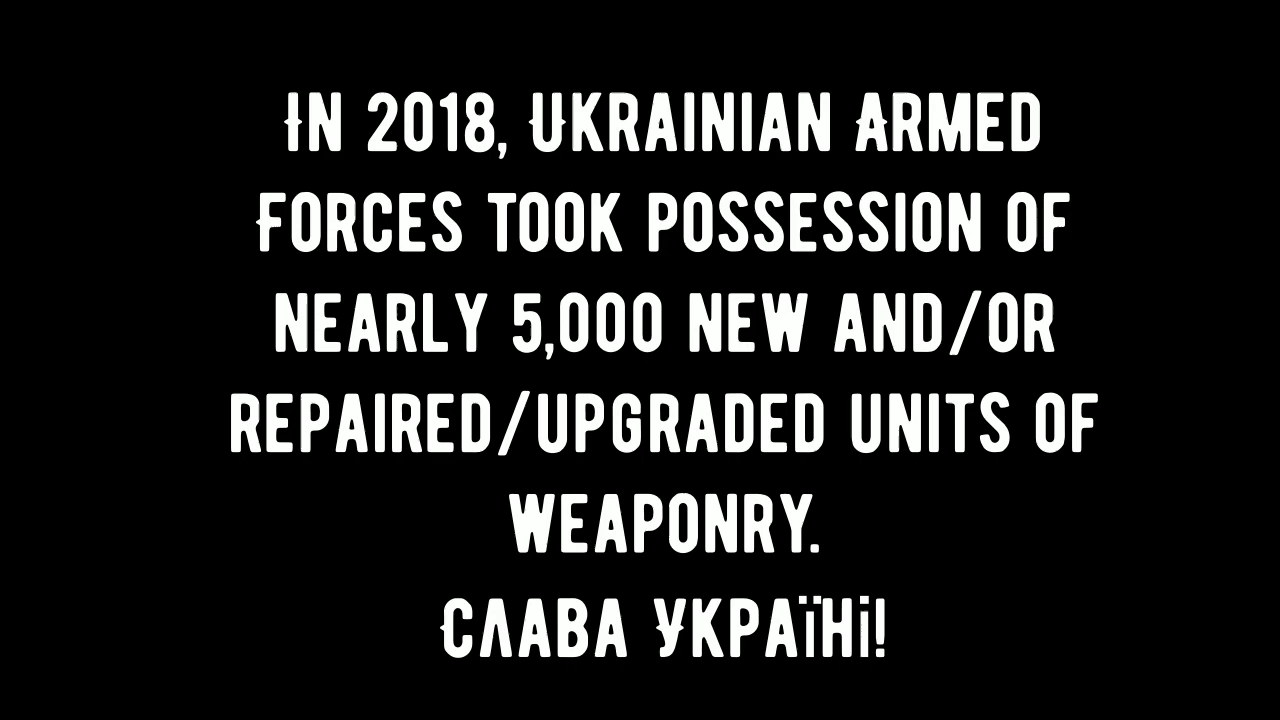 IN 2018, UKRAINIAN ARMED
FORCES TOOK POSSESSION OF
NEARLY 5,000 NEW AND/OR
REPAIRED/UPGRADED UNITS OF
WEAPONRY.
СЛАВА УКРАЇНІ!